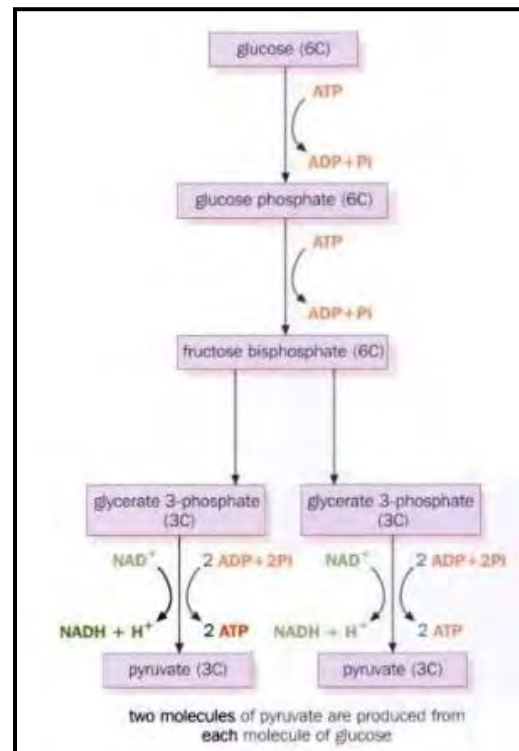 glucose (6C)
ATP
ADP+Pi
glucose phosphate (6C)
ATP
ADP+Pi
fructose bisphosphate (6C)
glycerate 3-phosphate
(3C)
glycerate 3-phosphate
(3C)
NAD⁺ 2 ADP+2Pi
NAD⁺ 2 ADP+2Pi
NADH + H⁺ 2 ATP
NADH + H⁺ 2 ATP
pyruvate (3C)
pyruvate (3C)
two molecules of pyruvate are produced from
each molecule of glucose